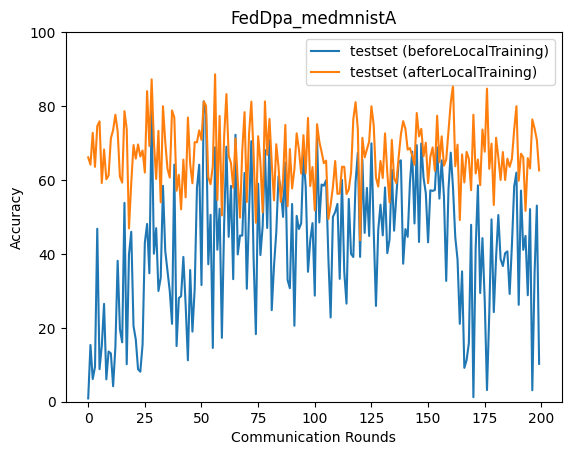 FedDpa_medmnistA
testset (beforeLocalTraining)
testset (afterLocalTraining)
100
80
60
40
20
0
Accuracy
0 25 50 75 100 125 150 175 200
Communication Rounds